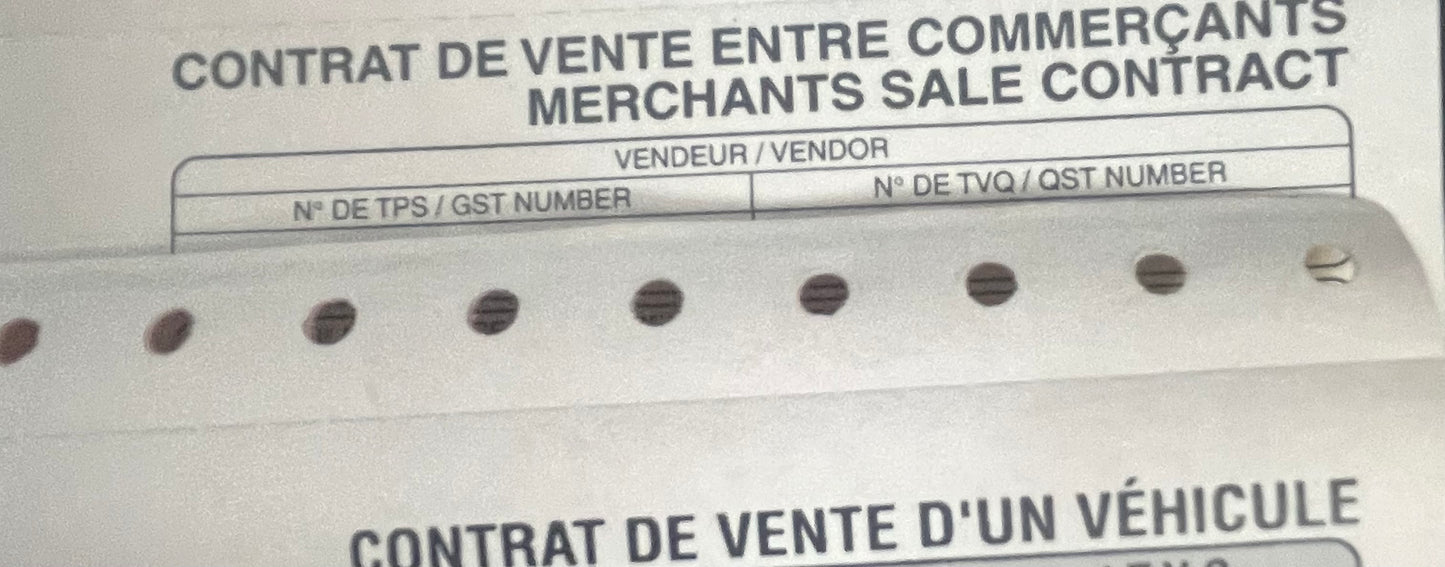 CONTRAT DE VENTE ENTRE COMMERÇANTS
MERCHANTS SALE CONTRACT
VENDEUR / VENDOR
N° DE TPS / GST NUMBER
N° DE TVQ / QST NUMBER
CONTRAT DE VENTE D'UN VÉHICULE